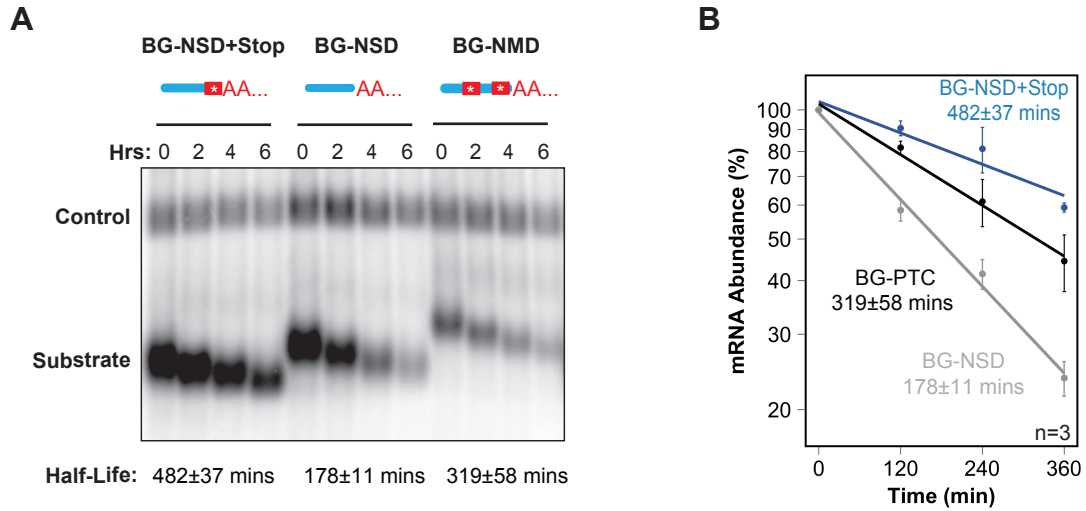 A
BG-NSD+Stop BG-NSD BG-NMD
*AA... AA... * *AA...
Hrs: 0 2 4 6 0 2 4 6 0 2 4 6
Control
Substrate
Half-Life: 482±37 mins 178±11 mins 319±58 mins
B
mRNA Abundance (%)
100
90
80
70
60
50
40
30
20
BG-NSD+Stop
482±37 mins
BG-PTC
319±58 mins
BG-NSD
178±11 mins
n=3
0 120 240 360
Time (min)